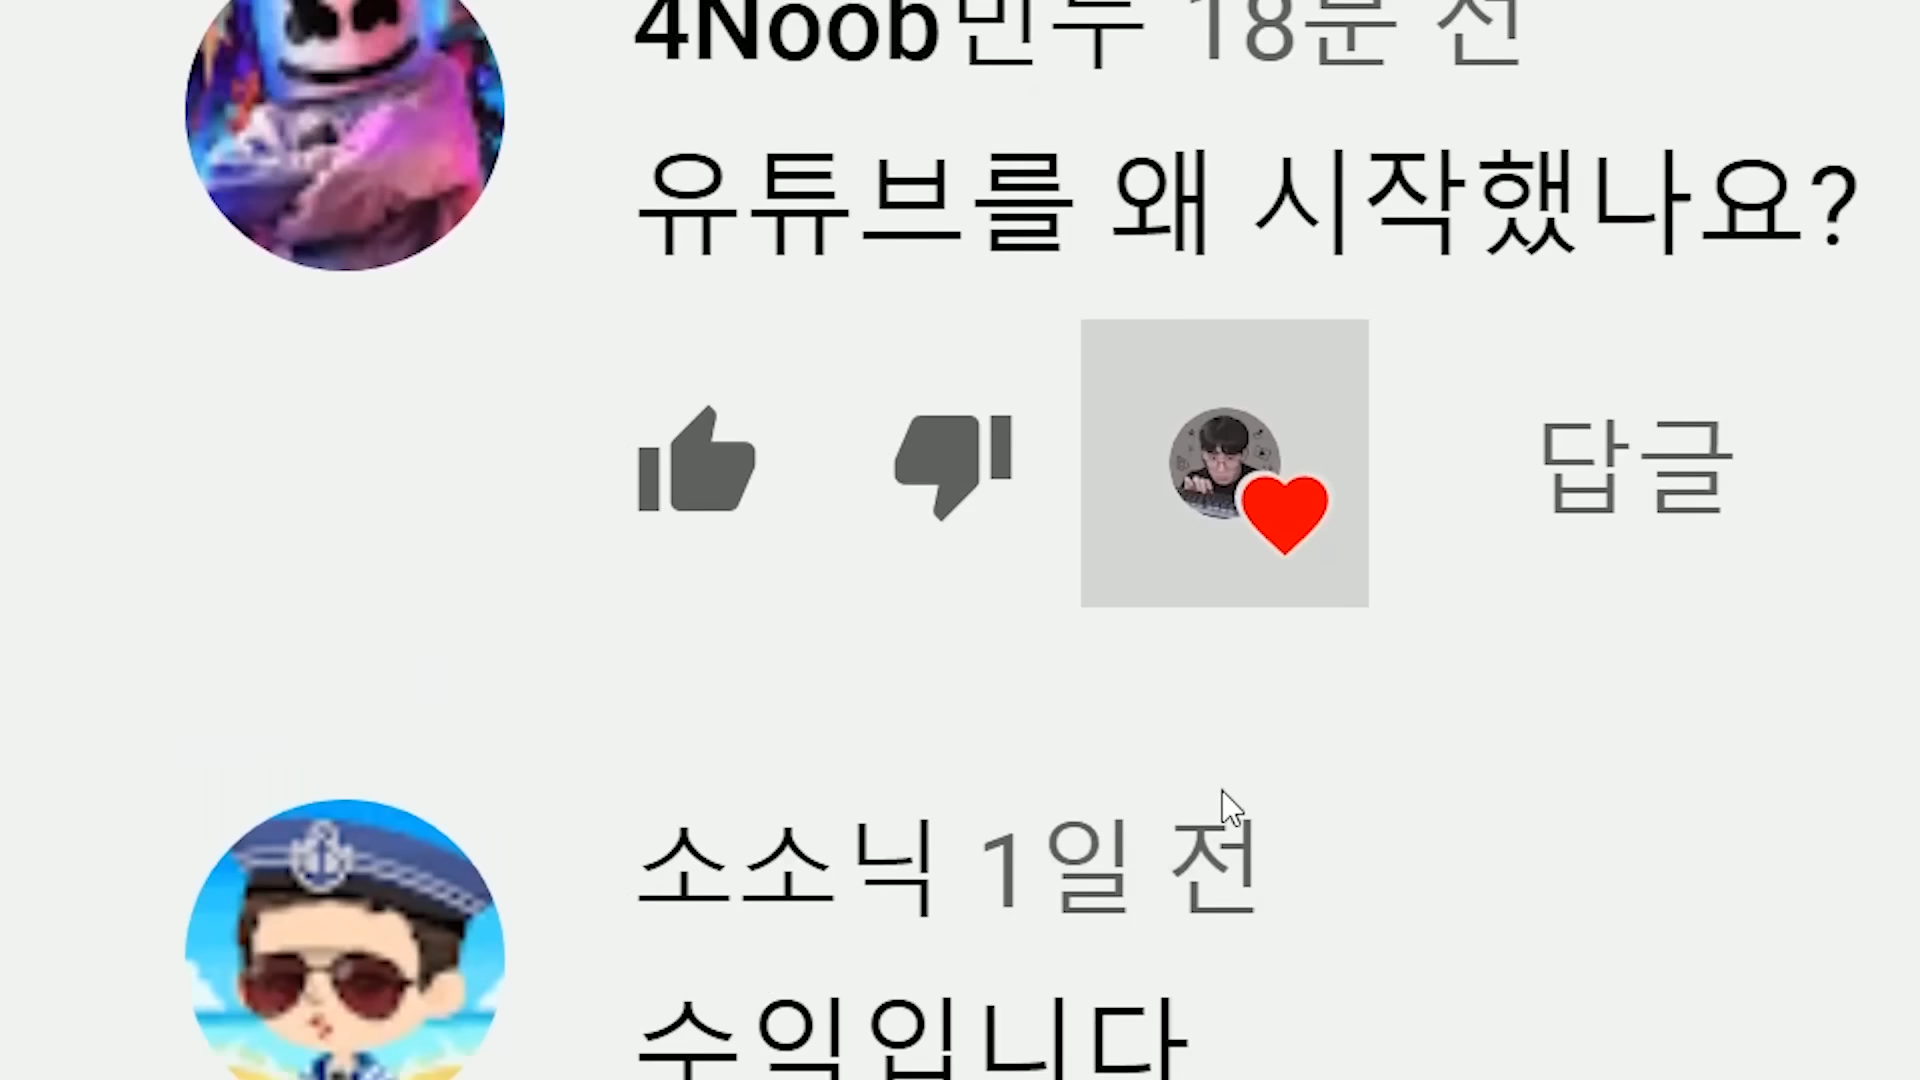 4Noob민두 18분 전
유튜브를 왜 시작했나요?
답글
소소닉 1일 전
수익입니다